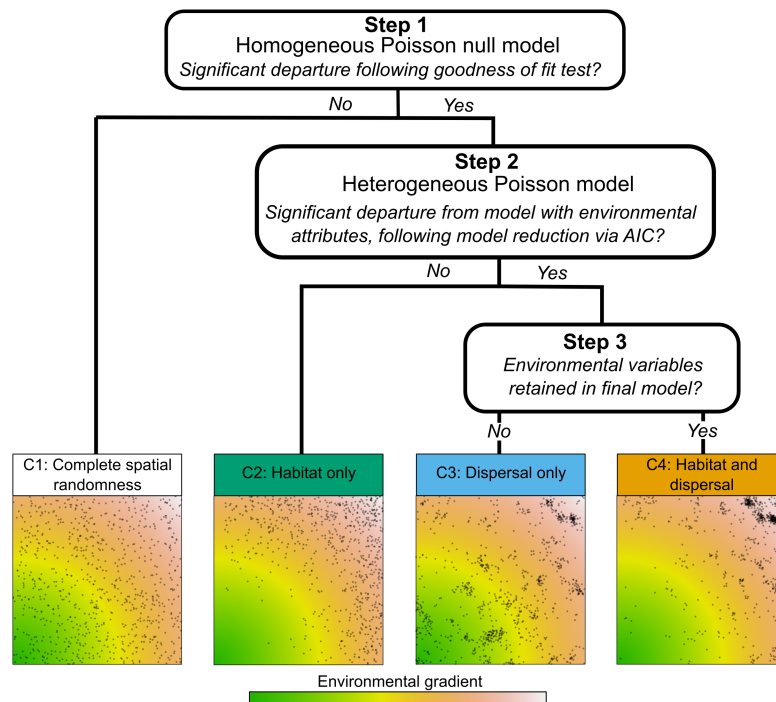 Step 1
Homogeneous Poisson null model
Significant departure following goodness of fit test?
No
Yes
Step 2
Heterogeneous Poisson model
Significant departure from model with environmental
attributes, following model reduction via AIC?
No
Yes
Step 3
Environmental variables
retained in final model?
No
Yes
C1: Complete spatial
randomness
C2: Habitat only
C3: Dispersal only
C4: Habitat and
dispersal
Environmental gradient